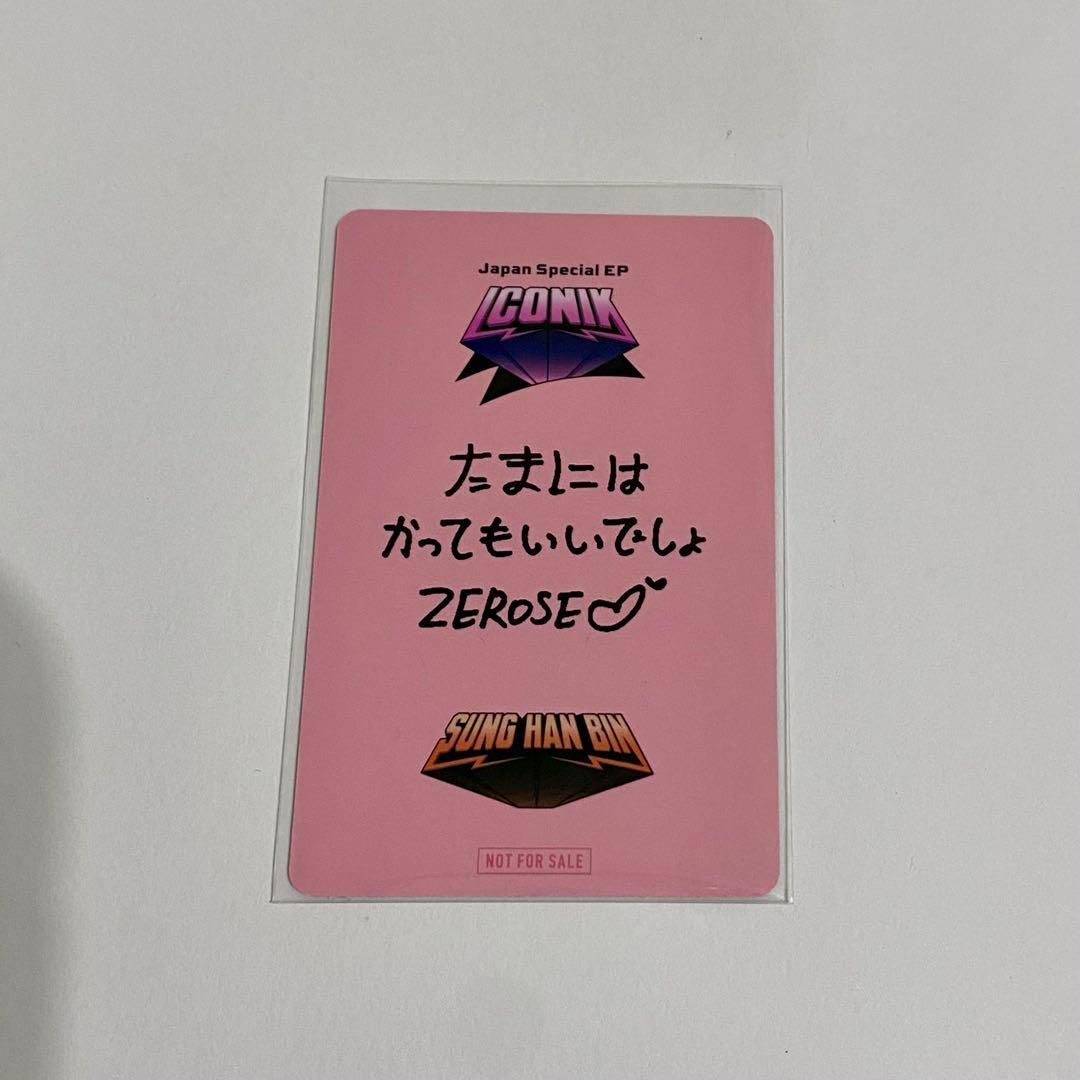 Japan Special EP
ICONIK
たまには
かってもいいでしょ
ZEROSE
SUNG HAN BIN
NOT FOR SALE